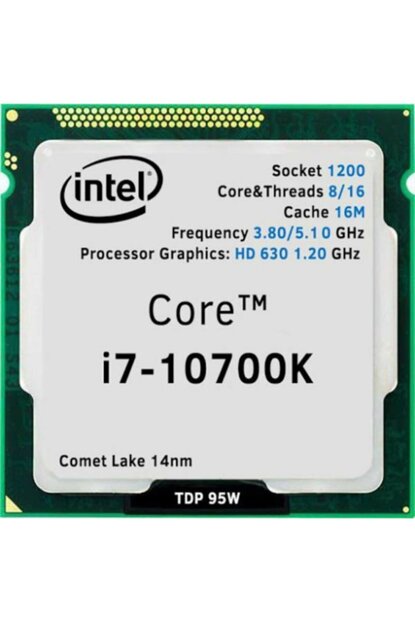 intel
Socket 1200
Core&Threads 8/16
Cache 16M
Frequency 3.80/5.10 GHz
Processor Graphics: HD 630 1.20 GHz
Core™
i7-10700K
Comet Lake 14nm
TDP 95W